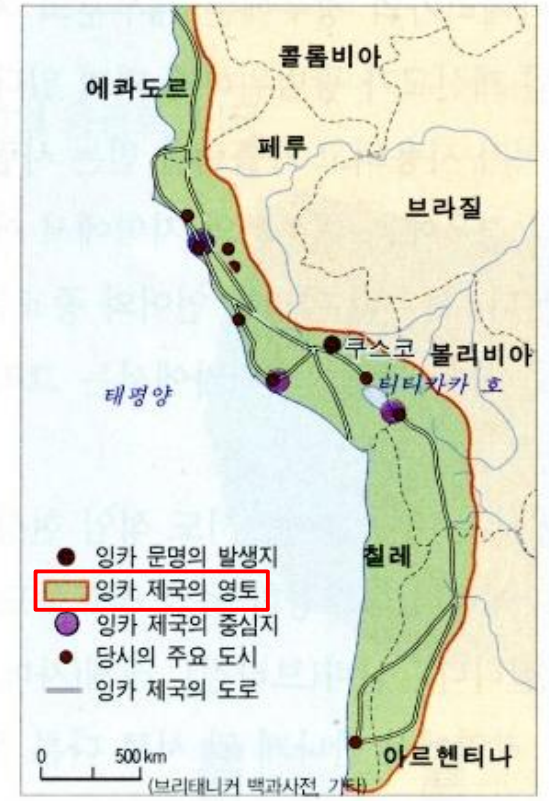 콜롬비아
에콰도르
페루
브라질
쿠스코
볼리비아
티티카카 호
태평양
칠레
잉카 문명의 발생지
잉카 제국의 영토
잉카 제국의 중심지
당시의 주요 도시
잉카 제국의 도로
0 500km
아르헨티나
(브리태니커 백과사전, 기타)